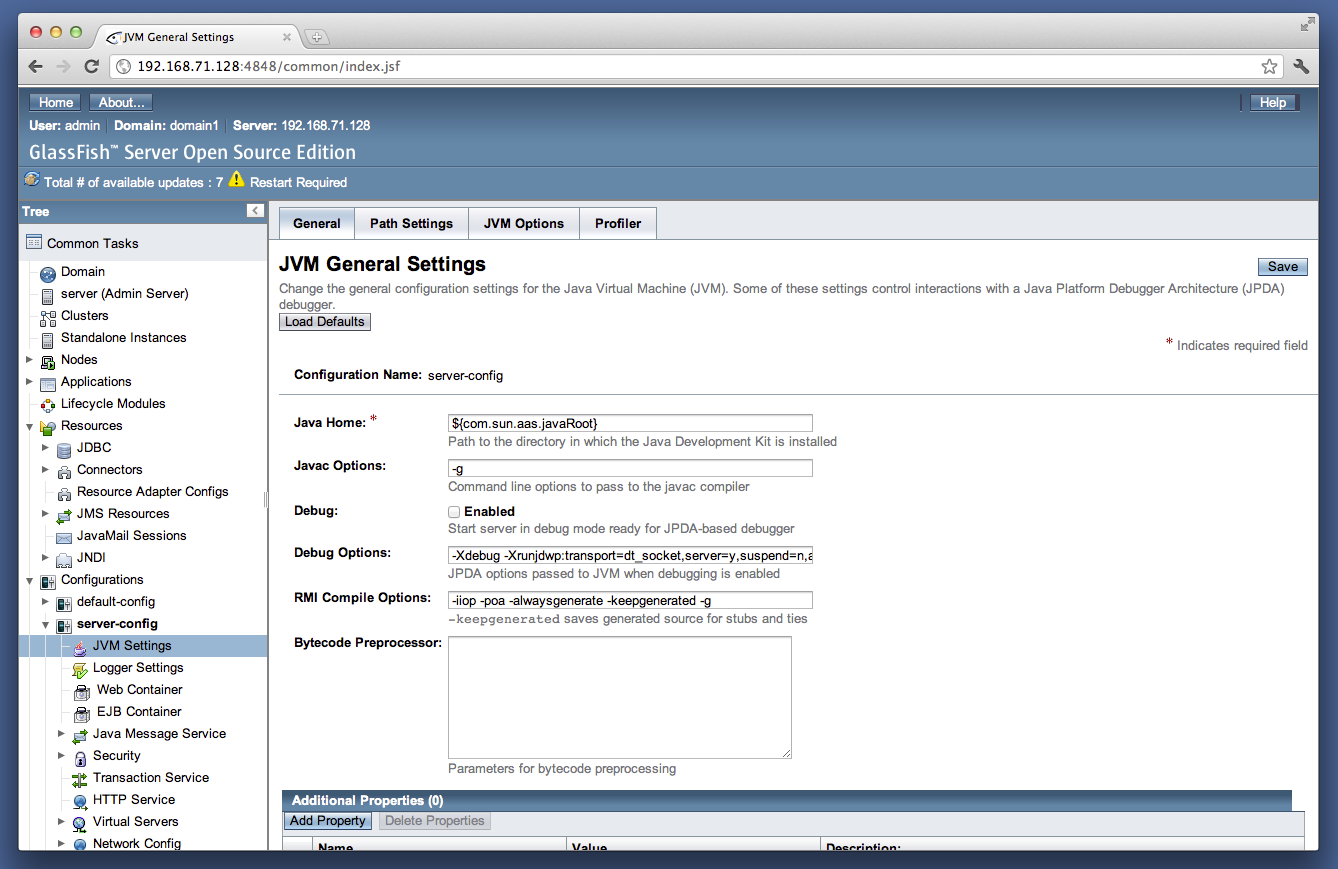 JVM General Settings
192.168.71.128:4848/common/index.jsf
Home About... Help
User: admin Domain: domain1 Server: 192.168.71.128
GlassFish™ Server Open Source Edition
Total # of available updates : 7 Restart Required
Tree
Common Tasks
Domain
server (Admin Server)
Clusters
Standalone Instances
Nodes
Applications
Lifecycle Modules
Resources
JDBC
Connectors
Resource Adapter Configs
JMS Resources
JavaMail Sessions
JNDI
Configurations
default-config
server-config
JVM Settings
Logger Settings
Web Container
EJB Container
Java Message Service
Security
Transaction Service
HTTP Service
Virtual Servers
Network Config
General Path Settings JVM Options Profiler
JVM General Settings
Save
Change the general configuration settings for the Java Virtual Machine (JVM). Some of these settings control interactions with a Java Platform Debugger Architecture (JPDA)
debugger.
Load Defaults
* Indicates required field
Configuration Name: server-config
Java Home: * ${com.sun.aas.javaRoot}
Path to the directory in which the Java Development Kit is installed
Javac Options: -g
Command line options to pass to the javac compiler
Debug: Enabled
Start server in debug mode ready for JPDA-based debugger
Debug Options: -Xdebug -Xrunjdwp:transport=dt_socket,server=y,suspend=n,a
JPDA options passed to JVM when debugging is enabled
RMI Compile Options: -iiop -poa -alwaysgenerate -keepgenerated -g
-keepgenerated saves generated source for stubs and ties
Bytecode Preprocessor:
Parameters for bytecode preprocessing
Additional Properties (0)
Add Property Delete Properties
Name Value Description: